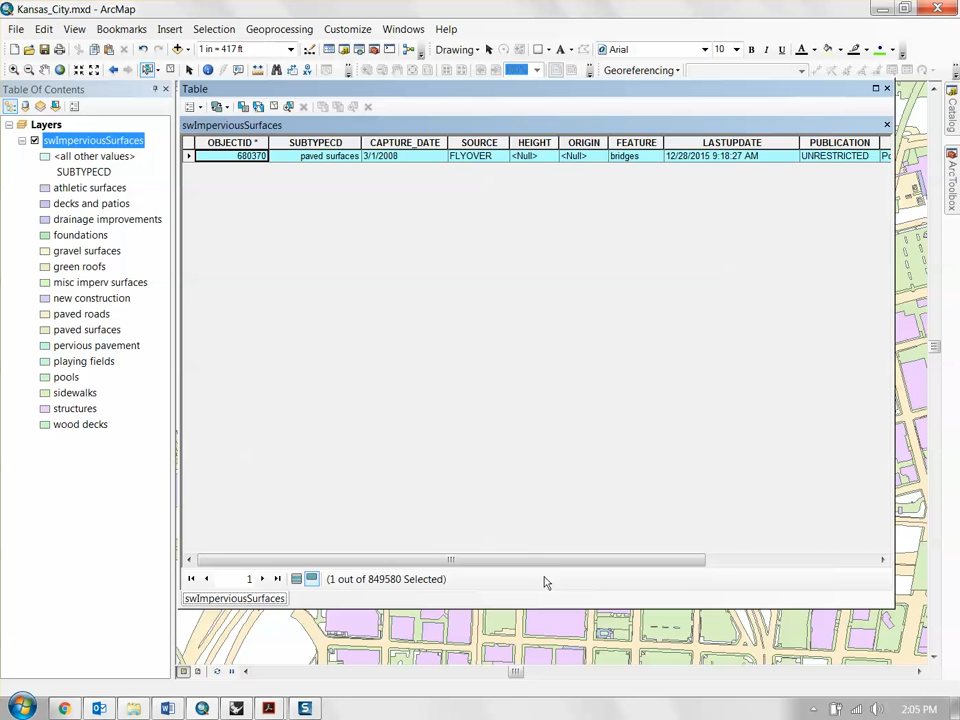 Kansas_City.mxd - ArcMap
File Edit View Bookmarks Insert Selection Geoprocessing Customize Windows Help
1 in = 417 ft Drawing Arial 10 B I U A
100% Georeferencing
Table Of Contents
Layers
swImperviousSurfaces
<all other values>
SUBTYPECD
athletic surfaces
decks and patios
drainage improvements
foundations
gravel surfaces
green roofs
misc imperv surfaces
new construction
paved roads
paved surfaces
pervious pavement
playing fields
pools
sidewalks
structures
wood decks
Table
swImperviousSurfaces
OBJECTID * SUBTYPECD CAPTURE_DATE SOURCE HEIGHT ORIGIN FEATURE LASTUPDATE PUBLICATION
680370 paved surfaces 3/1/2008 FLYOVER <Null> <Null> bridges 12/28/2015 9:18:27 AM UNRESTRICTED Po
1 (1 out of 849580 Selected)
swImperviousSurfaces
Catalog
ArcToolbox
2:05 PM